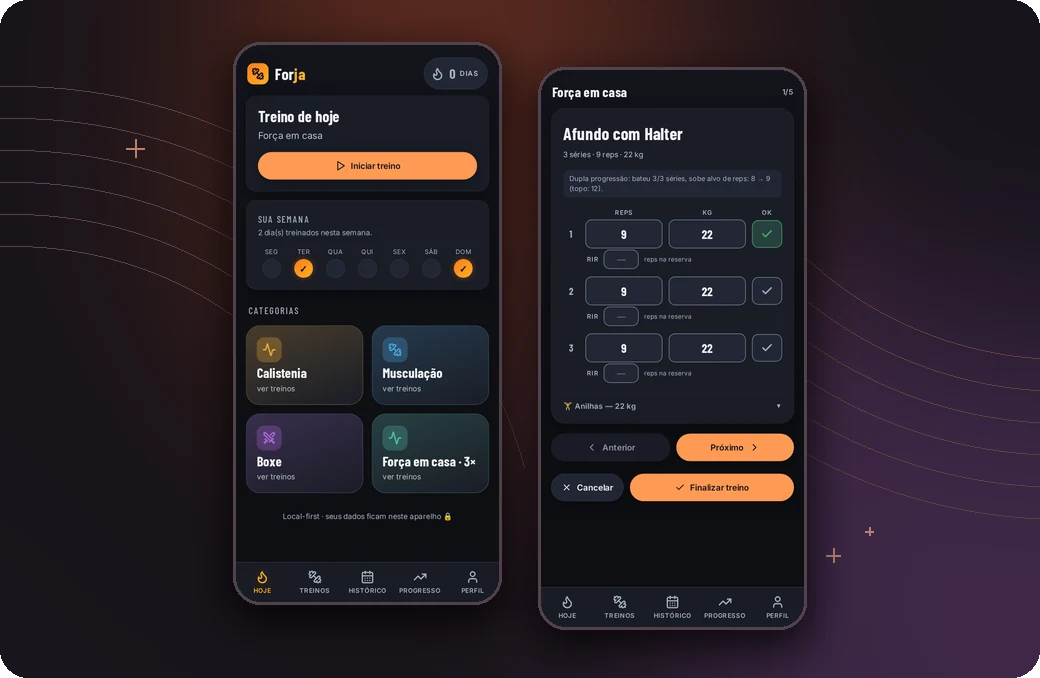 Forja
0 DIAS
Treino de hoje
Força em casa
Iniciar treino
SUA SEMANA
2 dia(s) treinados nesta semana.
SEG TER QUA QUI SEX SÁB DOM
CATEGORIAS
Calistenia
ver treinos
Musculação
ver treinos
Boxe
ver treinos
Força em casa · 3×
ver treinos
Local-first · seus dados ficam neste aparelho 🔒
HOJE TREINOS HISTÓRICO PROGRESSO PERFIL
Força em casa 1/5
Afundo com Halter
3 séries · 9 reps · 22 kg
Dupla progressão: bateu 3/3 séries, sobe alvo de reps: 8 → 9
(topo: 12).
REPS KG OK
1 9 22
RIR — reps na reserva
2 9 22
RIR — reps na reserva
3 9 22
RIR — reps na reserva
🏋️ Anilhas — 22 kg ▾
Anterior Próximo
Cancelar Finalizar treino
HOJE TREINOS HISTÓRICO PROGRESSO PERFIL